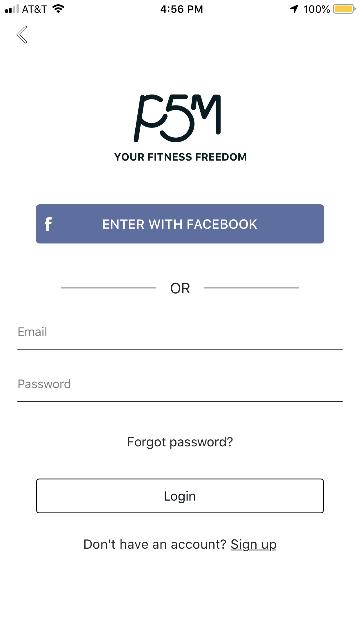 AT&T 4:56 PM 100%
P5M
YOUR FITNESS FREEDOM
f ENTER WITH FACEBOOK
OR
Email
Password
Forgot password?
Login
Don't have an account? Sign up